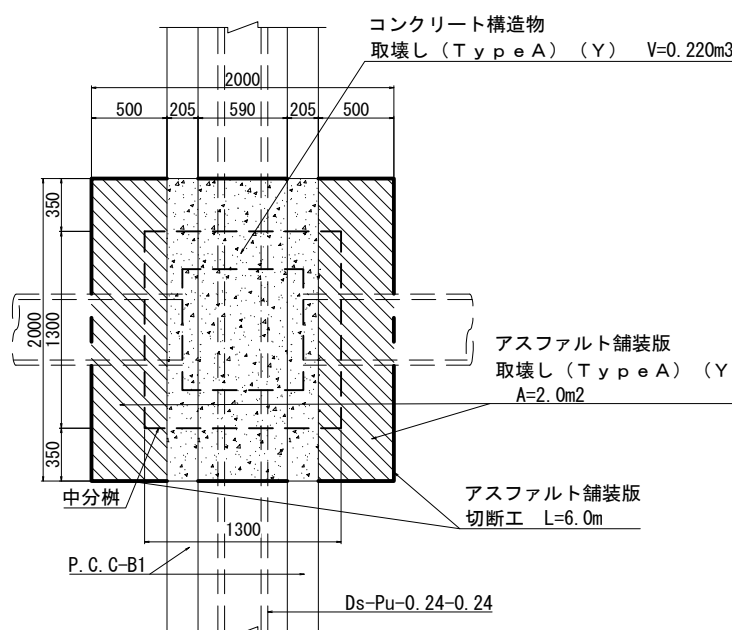 コンクリート構造物
取壊し（TypeA）（Y） V=0.220m3
2000
500 205 590 205 500
350
1300
2000
350
アスファルト舗装版
取壊し（TypeA）（Y
A=2.0m2
アスファルト舗装版
切断工 L=6.0m
中分桝
1300
P.C.C-B1
Ds-Pu-0.24-0.24